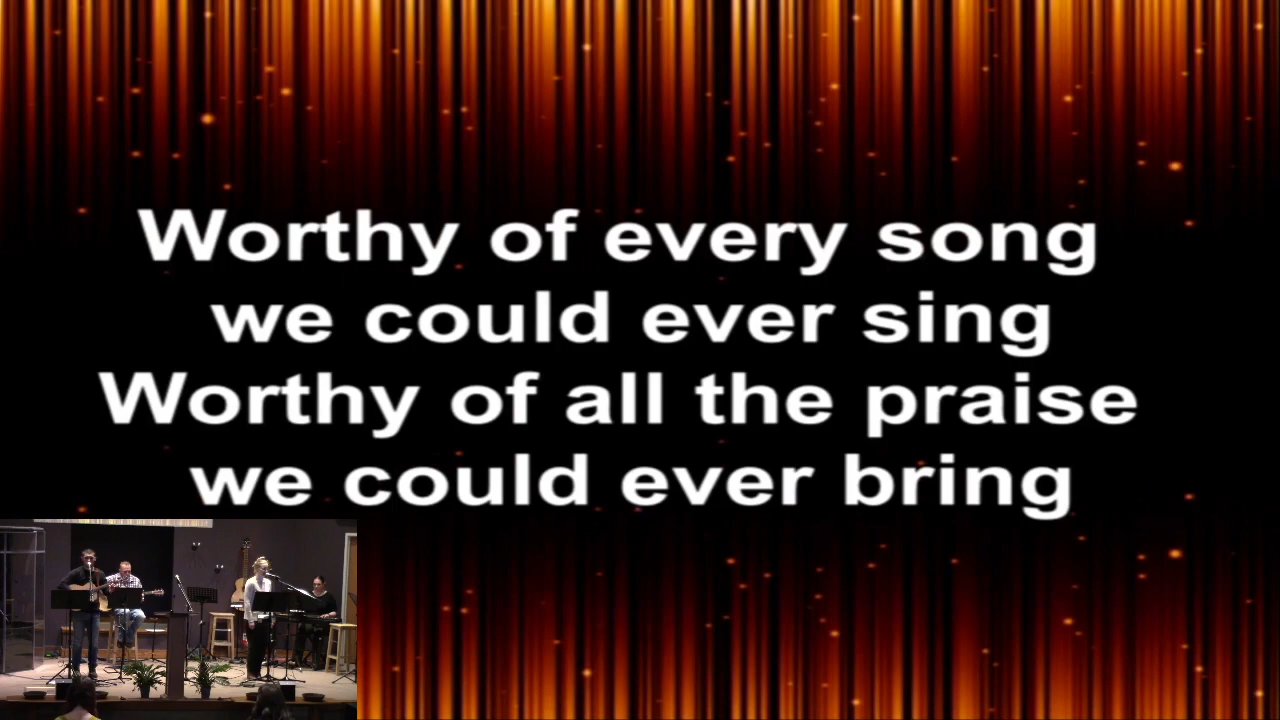 Worthy of every song
we could ever sing
Worthy of all the praise
we could ever bring